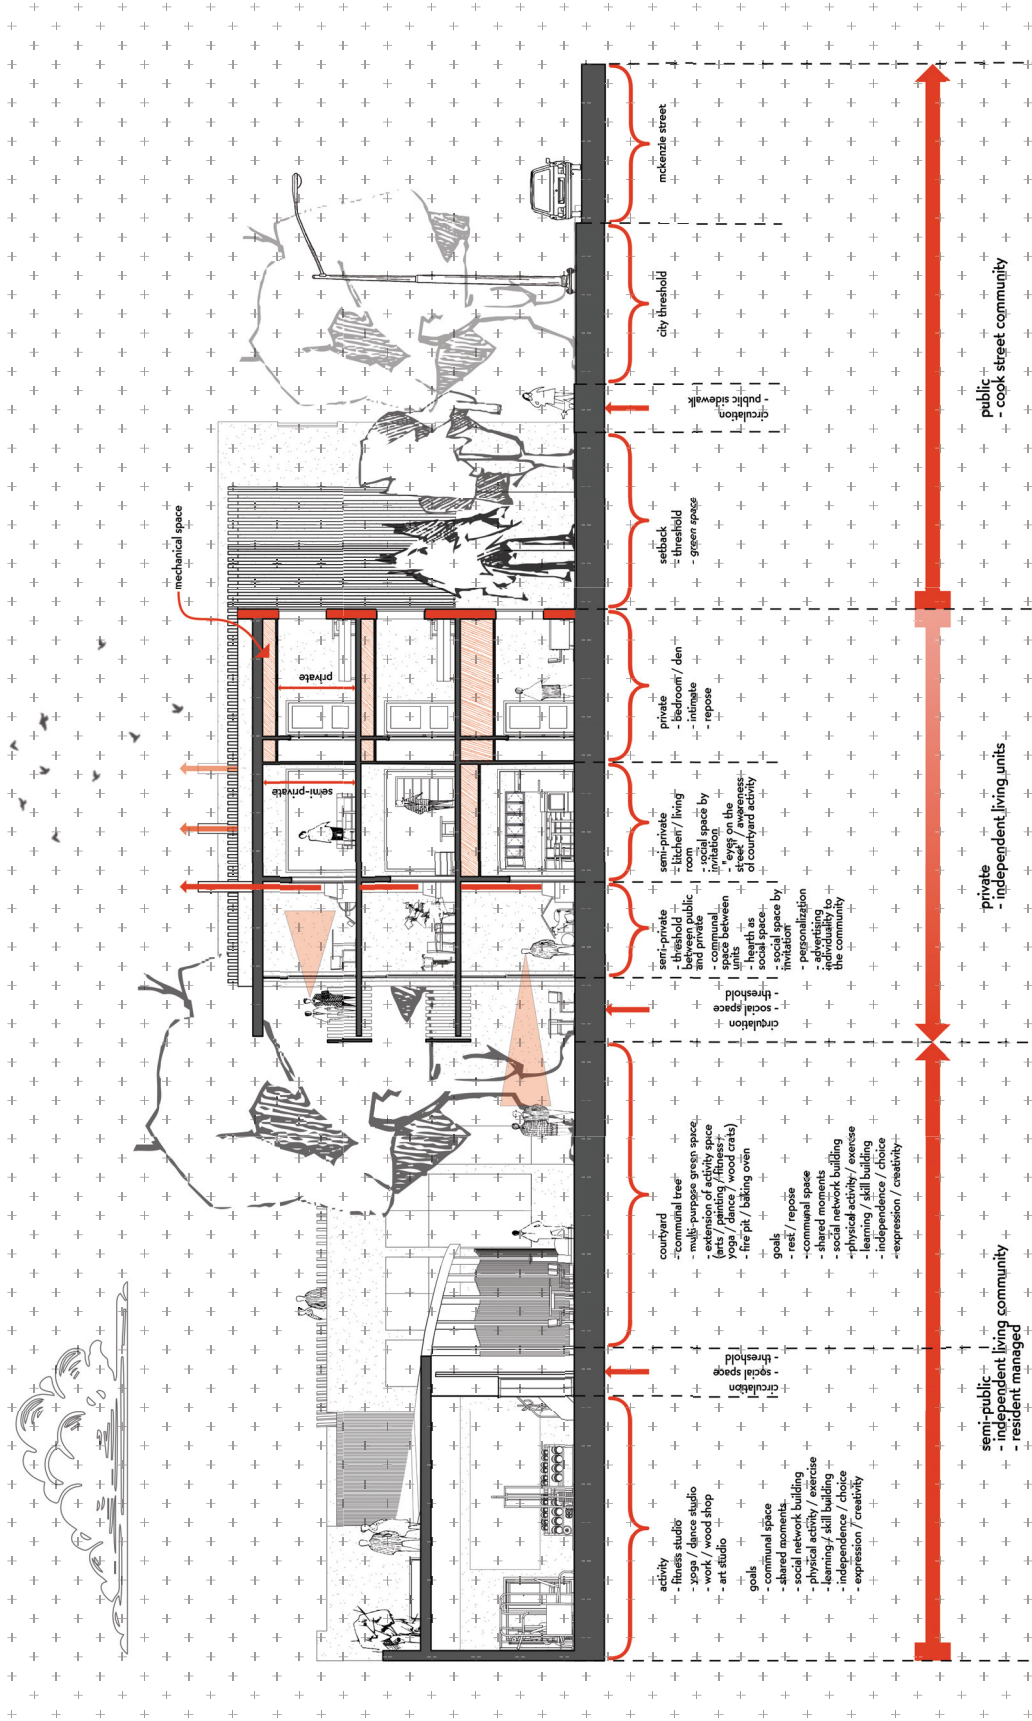 mechanical space
semi-private
private
activity
- fitness studio
- yoga / dance studio
- work / wood shop
- art studio
goals
- communal space
- shared moments
- social network building
- physical activity / exercise
- learning / skill building
- independence / choice
- expression / creativity
circulation
- social space
- threshold
courtyard
- communal tree
- multi-purpose green space
- extension of activity spice
(arts / painting / fitness +
yoga / dance / wood crats)
- fire pit / baking oven
goals
- rest / repose
- communal space
- shared moments
- social network building
- physical activity / exercise
- learning / skill building
- independence / choice
- expression / creativity
circulation
- social space
- threshold
semi-private
- threshold
between public
and private
- communal
space between
units
- hearth as
social space
- social space by
invitation
- personalization
- advertising
individuality to
the community
semi-private
- kitchen / living
room
- social space by
invitation
- "eyes on the
street" awareness
of courtyard activity
private
- bedroom / den
- intimate
- repose
setback
- threshold
- green space
circulation
- public sidewalk
city threshold
mckenzie street
semi-public
- independent living community
- resident managed
private
- independent living units
public
- cook street community